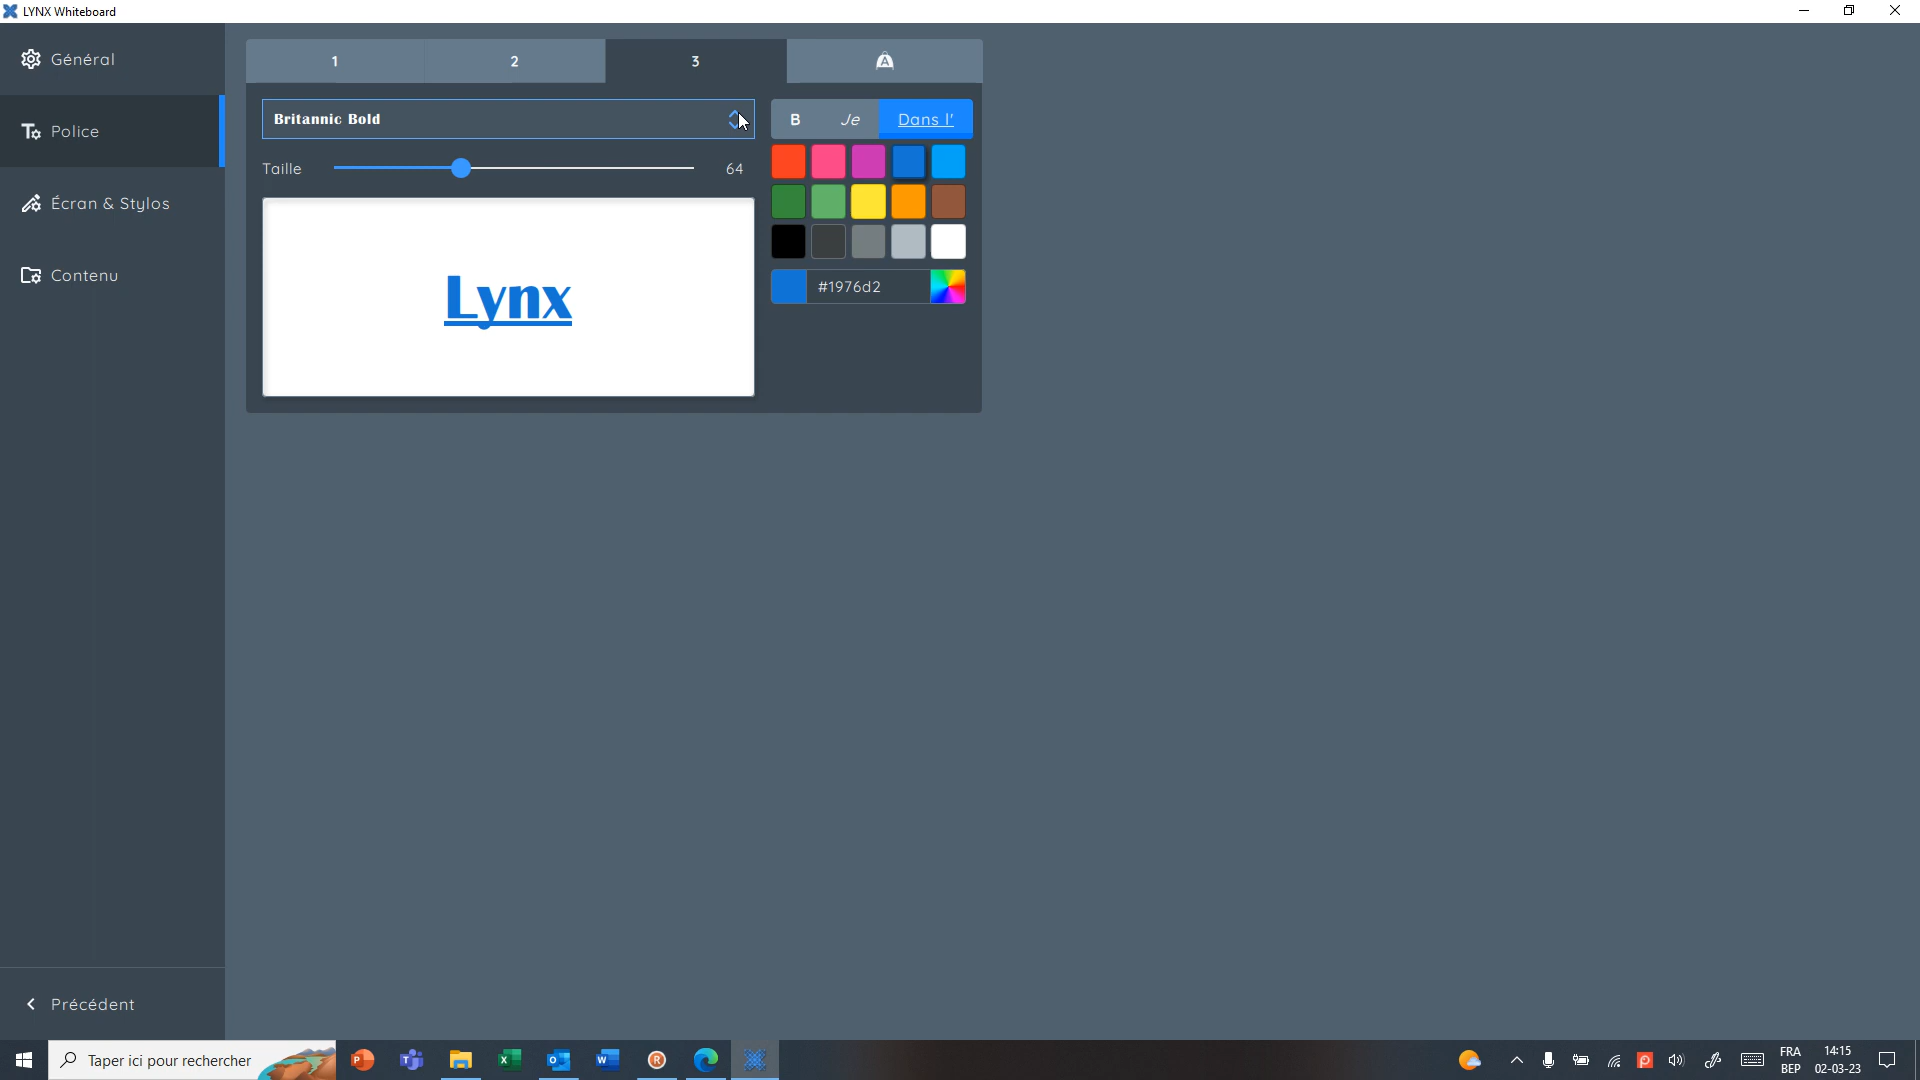 LYNX Whiteboard
Général
Police
Écran & Stylos
Contenu
1
2
3
A
Britannic Bold
B
Je
Dans l'
Taille
64
Lynx
#1976d2
Précédent
Taper ici pour rechercher
FRA
BEP
14:15
02-03-23